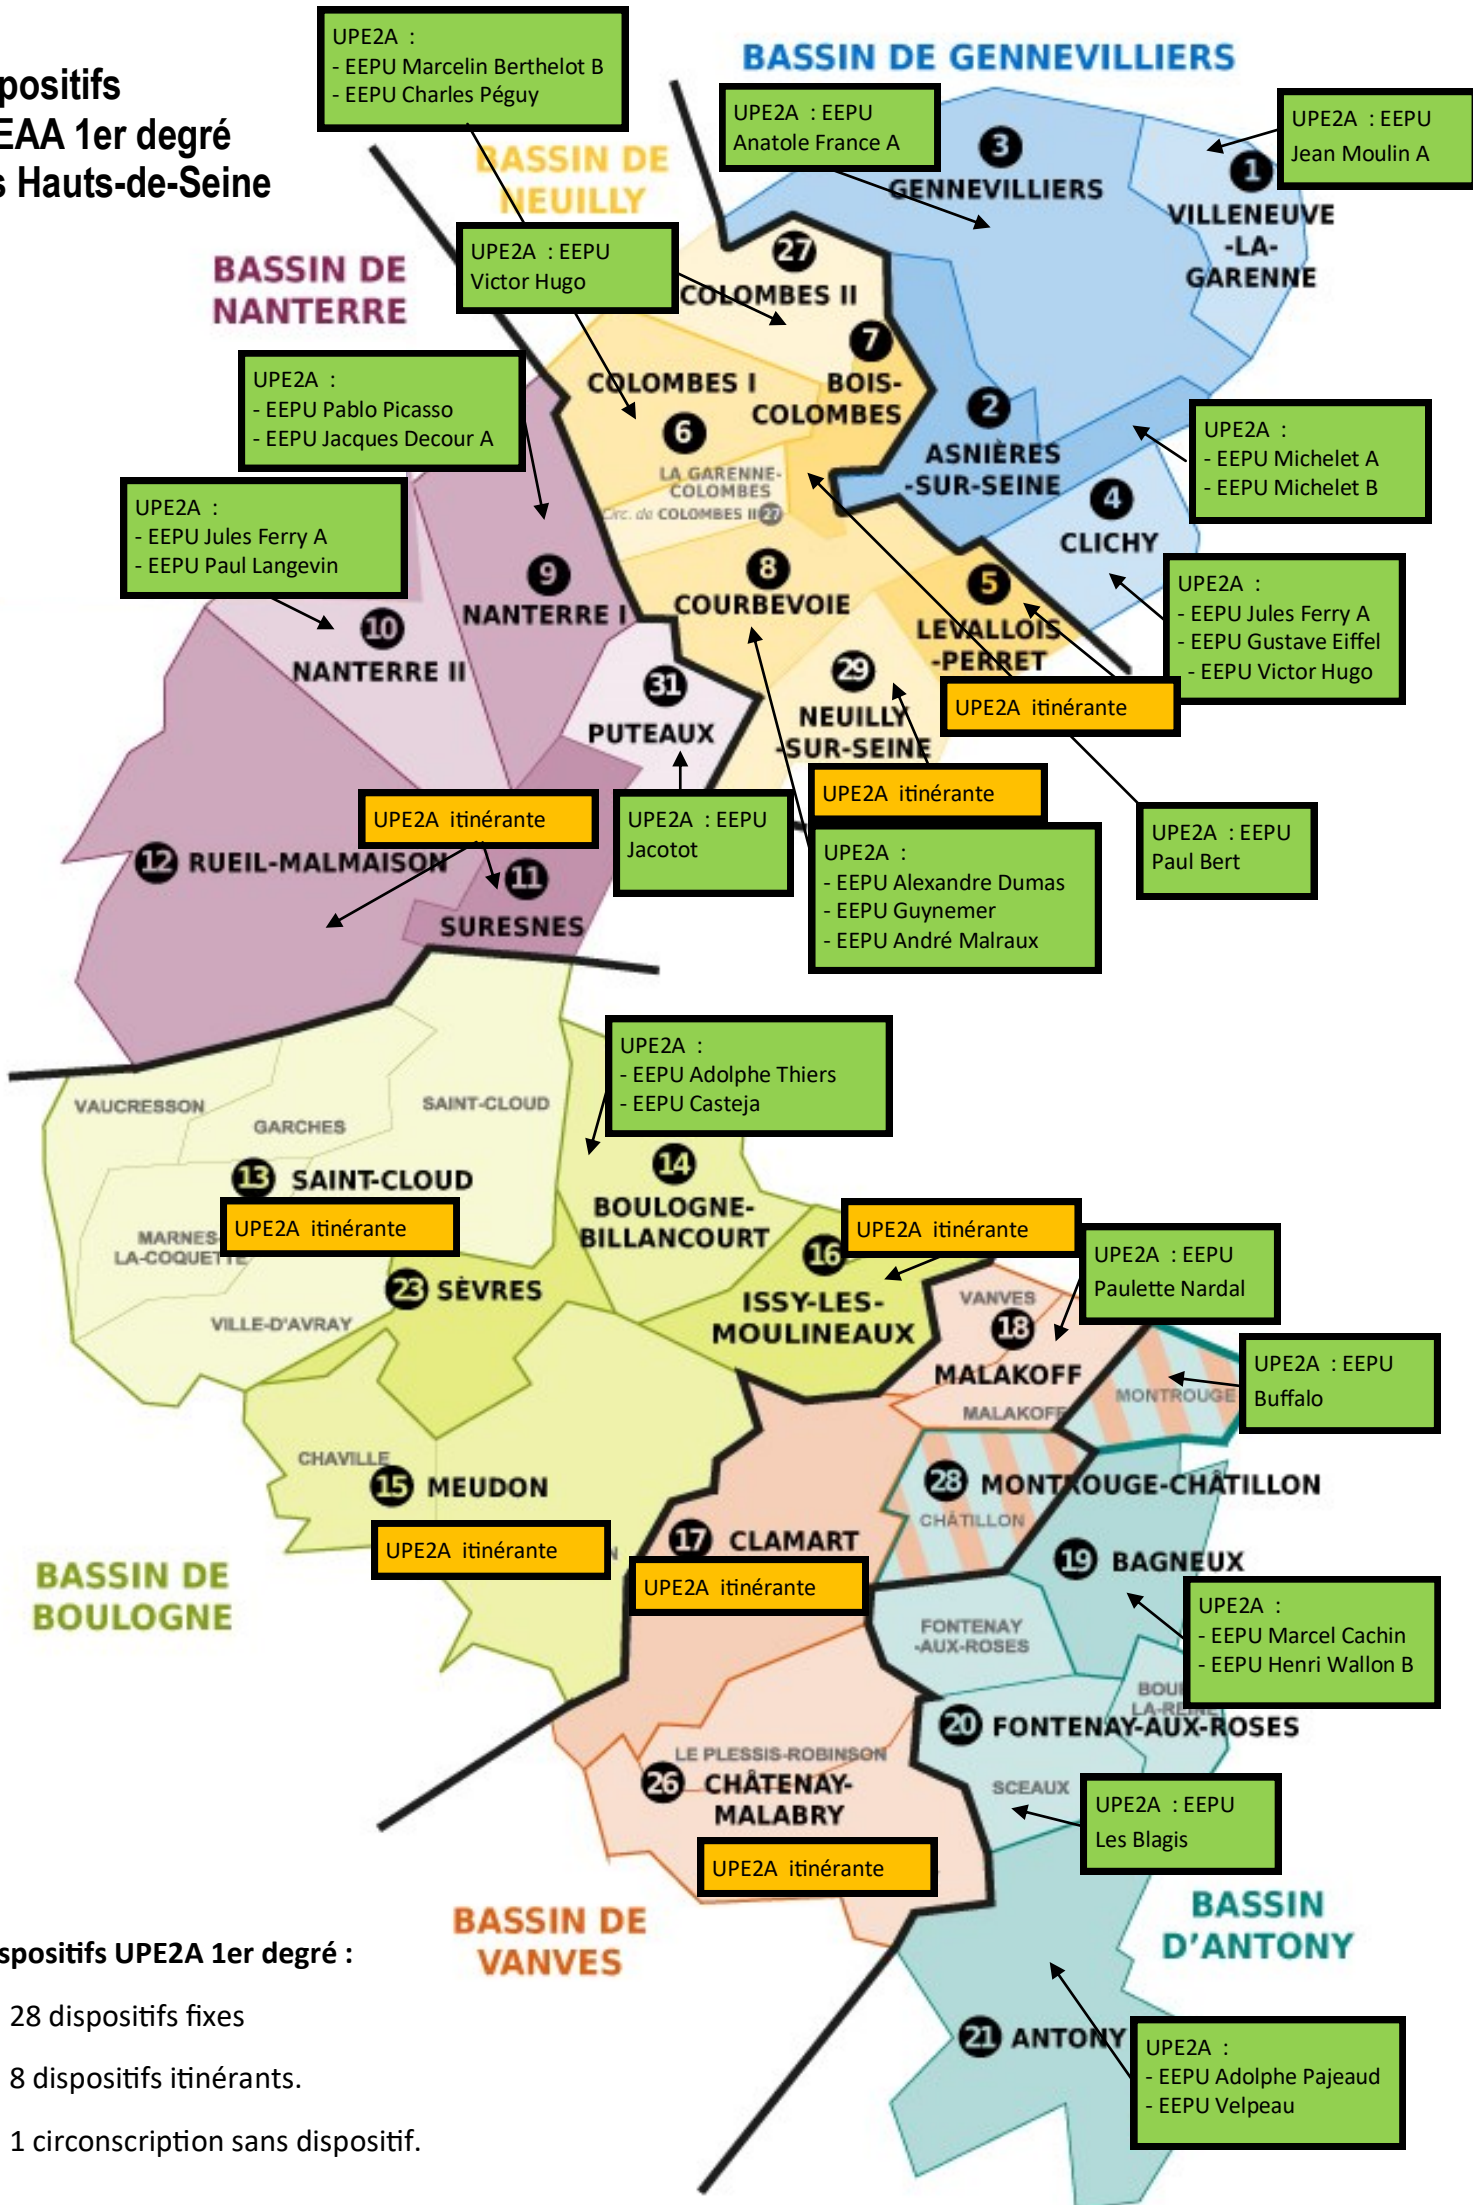 positifs
EAA 1er degré
s Hauts-de-Seine
UPE2A :
- EEPU Marcelin Berthelot B
- EEPU Charles Péguy
BASSIN DE GENNEVILLIERS
UPE2A : EEPU
Anatole France A
UPE2A : EEPU
Jean Moulin A
3
GENNEVILLIERS
1
VILLENEUVE
-LA-
GARENNE
BASSIN DE
NEUILLY
UPE2A : EEPU
Victor Hugo
27
COLOMBES II
BASSIN DE
NANTERRE
7
BOIS-
COLOMBES
COLOMBES I
6
UPE2A :
- EEPU Pablo Picasso
- EEPU Jacques Decour A
2
ASNIÈRES
-SUR-SEINE
UPE2A :
- EEPU Michelet A
- EEPU Michelet B
LA GARENNE-
COLOMBES
Circ. de COLOMBES II 27
UPE2A :
- EEPU Jules Ferry A
- EEPU Paul Langevin
4
CLICHY
9
NANTERRE I
8
COURBEVOIE
5
LEVALLOIS
-PERRET
UPE2A :
- EEPU Jules Ferry A
- EEPU Gustave Eiffel
- EEPU Victor Hugo
10
NANTERRE II
31
PUTEAUX
29
NEUILLY
-SUR-SEINE
UPE2A itinérante
UPE2A itinérante
UPE2A itinérante
UPE2A : EEPU
Jacotot
UPE2A : EEPU
Paul Bert
UPE2A :
- EEPU Alexandre Dumas
- EEPU Guynemer
- EEPU André Malraux
12 RUEIL-MALMAISON
11
SURESNES
UPE2A :
- EEPU Adolphe Thiers
- EEPU Casteja
VAUCRESSON
GARCHES
SAINT-CLOUD
13 SAINT-CLOUD
UPE2A itinérante
MARNES-
LA-COQUETTE
14
BOULOGNE-
BILLANCOURT
UPE2A itinérante
16
ISSY-LES-
MOULINEAUX
23 SÈVRES
VILLE-D'AVRAY
UPE2A : EEPU
Paulette Nardal
VANVES
18
MALAKOFF
MALAKOFF
UPE2A : EEPU
Buffalo
MONTROUGE
CHAVILLE
15 MEUDON
UPE2A itinérante
N
28 MONTROUGE-CHÂTILLON
CHÂTILLON
17 CLAMART
UPE2A itinérante
19 BAGNEUX
BASSIN DE
BOULOGNE
UPE2A :
- EEPU Marcel Cachin
- EEPU Henri Wallon B
FONTENAY
-AUX-ROSES
BOU
LA-REINE
20 FONTENAY-AUX-ROSES
LE PLESSIS-ROBINSON
26 CHÂTENAY-
MALABRY
SCEAUX
UPE2A : EEPU
Les Blagis
UPE2A itinérante
BASSIN DE
VANVES
BASSIN
D'ANTONY
spositifs UPE2A 1er degré :
28 dispositifs fixes
8 dispositifs itinérants.
1 circonscription sans dispositif.
21 ANTONY
UPE2A :
- EEPU Adolphe Pajeaud
- EEPU Velpeau